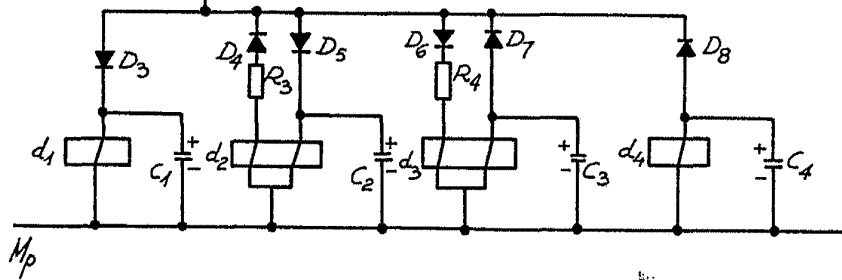 D3
D4
D5
D6
D7
D8
R3
R4
d1
C1
+
-
d2
C2
+
-
d3
C3
+
-
d4
C4
+
-
Mp